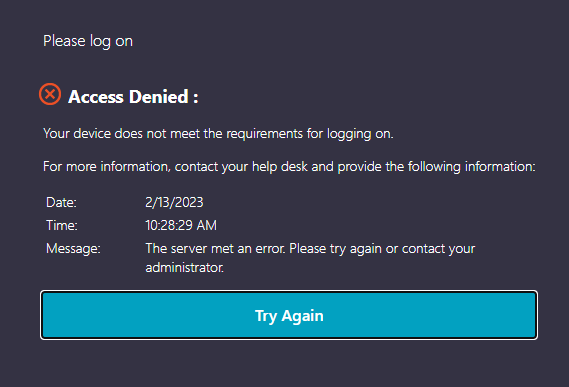 Please log on
Access Denied :
Your device does not meet the requirements for logging on.
For more information, contact your help desk and provide the following information:
Date: 2/13/2023
Time: 10:28:29 AM
Message: The server met an error. Please try again or contact your
administrator.
Try Again